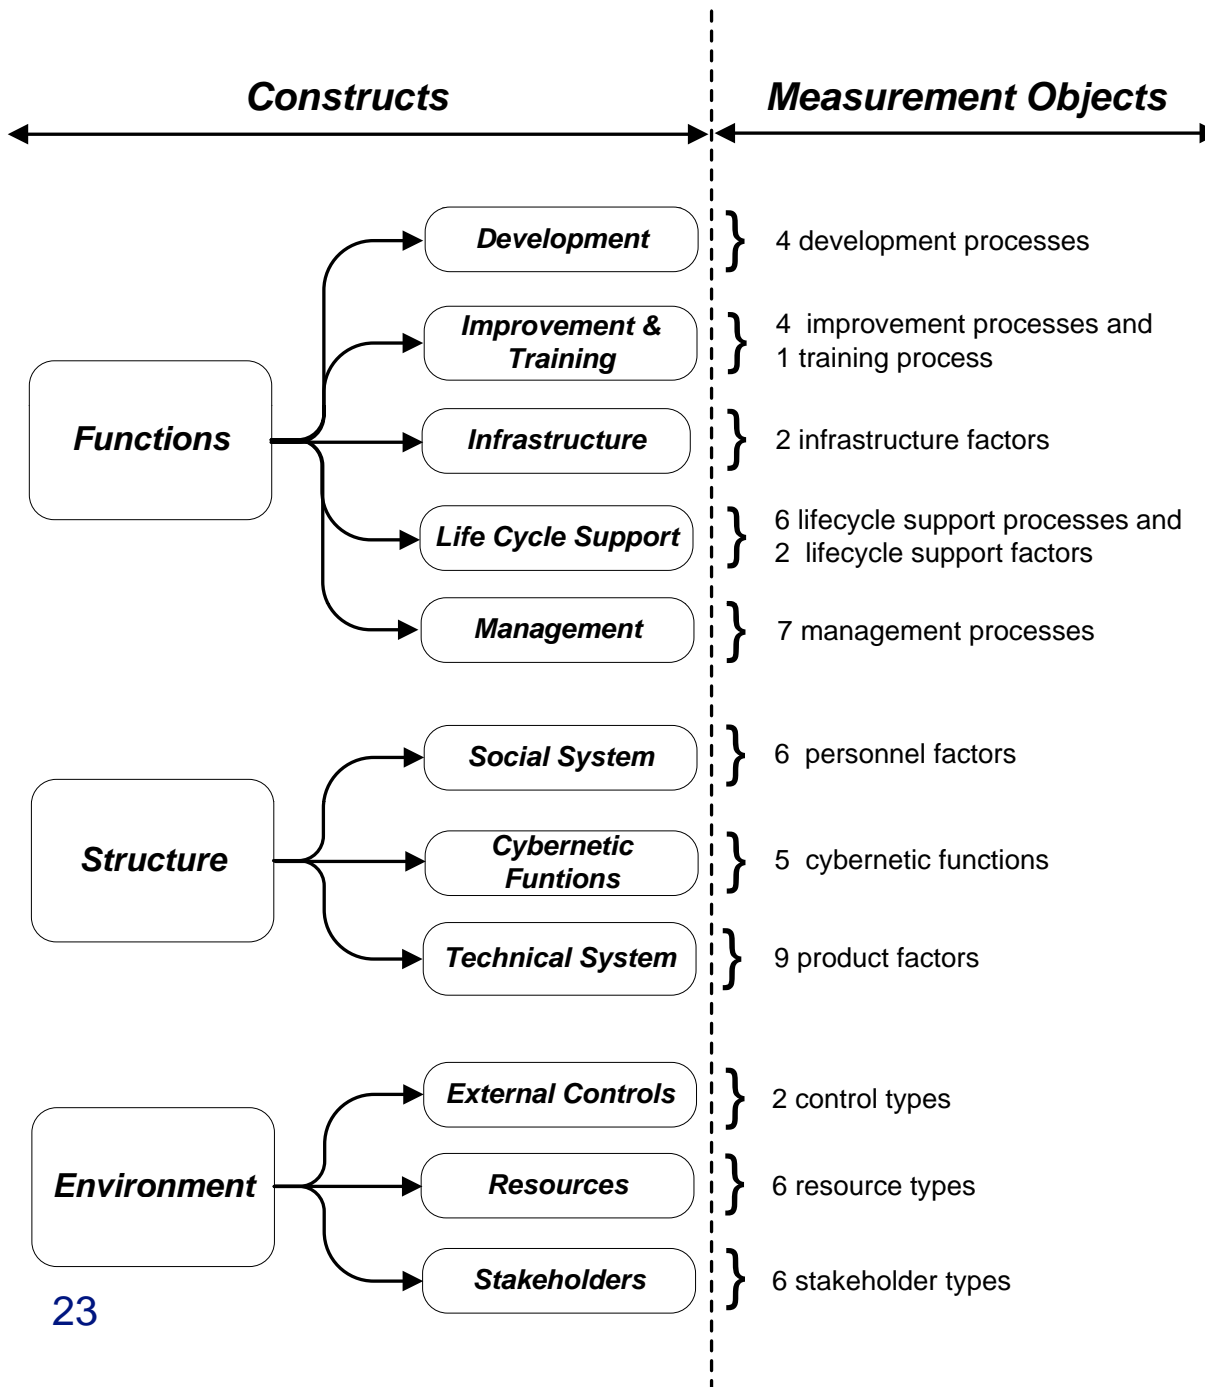 Constructs
Measurement Objects
Development
4 development processes
Improvement &
Training
4 improvement processes and
1 training process
Functions
Infrastructure
2 infrastructure factors
Life Cycle Support
6 lifecycle support processes and
2 lifecycle support factors
Management
7 management processes
Social System
6 personnel factors
Structure
Cybernetic
Funtions
5 cybernetic functions
Technical System
9 product factors
External Controls
2 control types
Environment
Resources
6 resource types
Stakeholders
6 stakeholder types
23